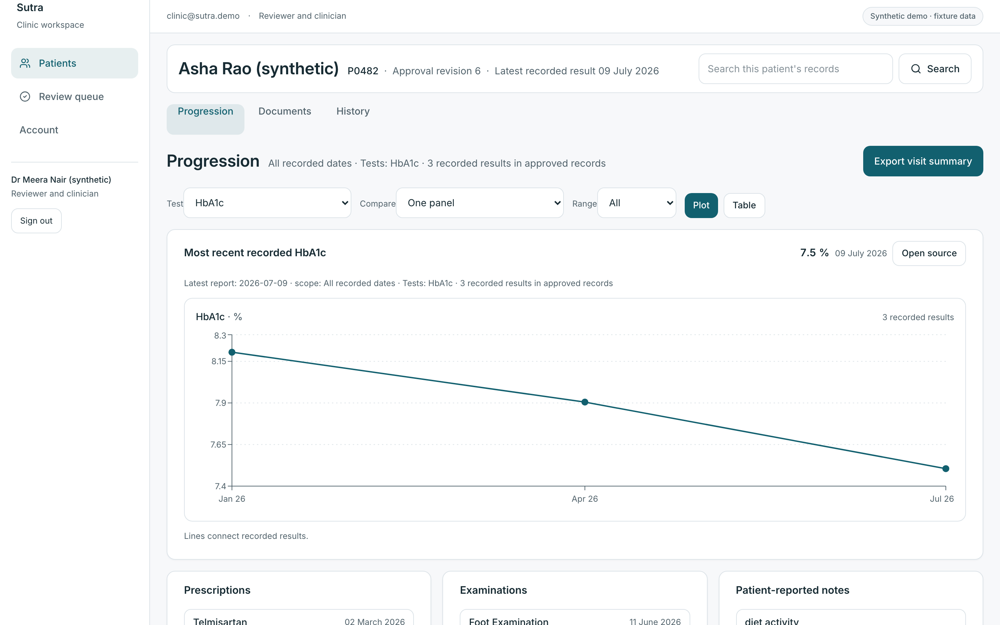 Sutra
Clinic workspace
Patients
Review queue
Account
Dr Meera Nair (synthetic)
Reviewer and clinician
Sign out
clinic@sutra.demo · Reviewer and clinician
Synthetic demo · fixture data
Asha Rao (synthetic) P0482 · Approval revision 6 · Latest recorded result 09 July 2026
Search this patient's records
Search
Progression
Documents
History
Progression All recorded dates · Tests: HbA1c · 3 recorded results in approved records
Export visit summary
Test HbA1c
Compare One panel
Range All
Plot
Table
Most recent recorded HbA1c
7.5 % 09 July 2026
Open source
Latest report: 2026-07-09 · scope: All recorded dates · Tests: HbA1c · 3 recorded results in approved records
HbA1c · %
3 recorded results
8.3
8.15
7.9
7.65
7.4
Jan 26
Apr 26
Jul 26
Lines connect recorded results.
Prescriptions
Telmisartan 02 March 2026
Examinations
Foot Examination 11 June 2026
Patient-reported notes
diet activity